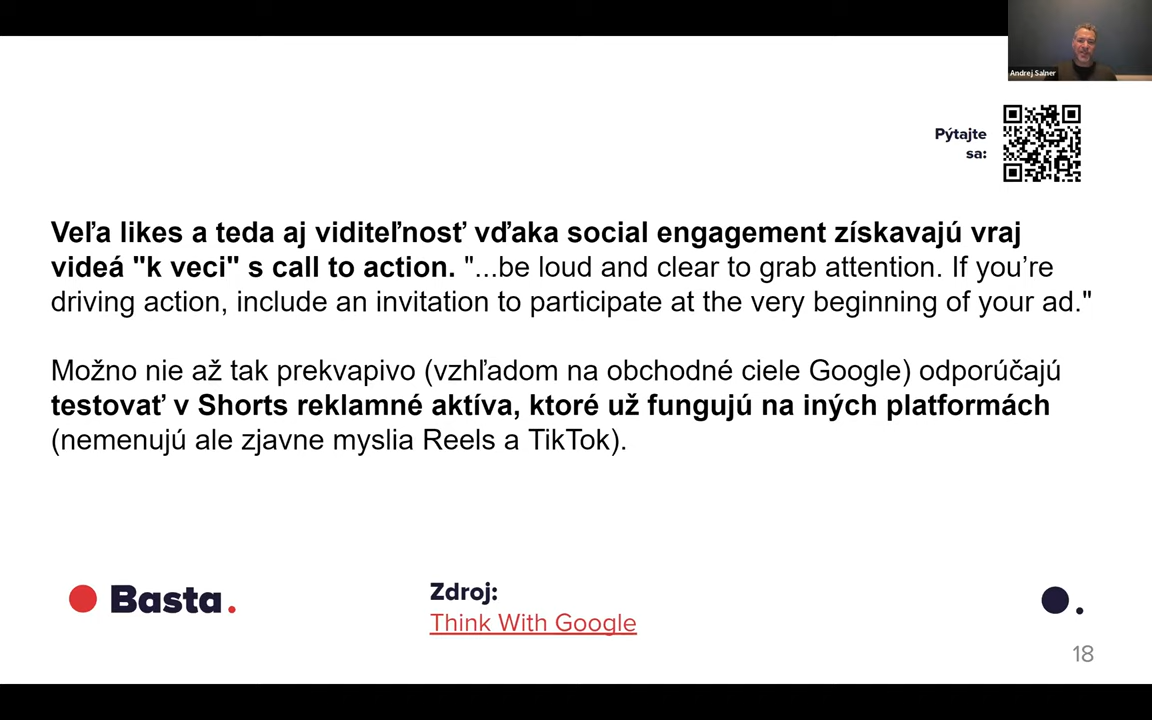 Andrej Salner
Pýtajte
sa:
Veľa likes a teda aj viditeľnosť vďaka social engagement získavajú vraj
videá "k veci" s call to action. "...be loud and clear to grab attention. If you’re
driving action, include an invitation to participate at the very beginning of your ad."
Možno nie až tak prekvapivo (vzhľadom na obchodné ciele Google) odporúčajú
testovať v Shorts reklamné aktíva, ktoré už fungujú na iných platformách
(nemenujú ale zjavne myslia Reels a TikTok).
Basta.
Zdroj:
Think With Google
18